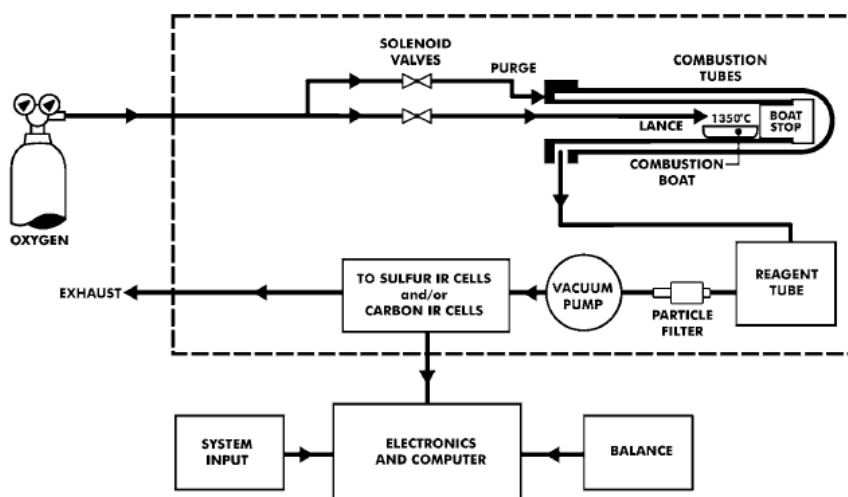 SOLENOID
VALVES
PURGE
COMBUSTION
TUBES
LANCE
1350°C
BOAT
STOP
COMBUSTION
BOAT
OXYGEN
EXHAUST
TO SULFUR IR CELLS
and/or
CARBON IR CELLS
VACUUM
PUMP
PARTICLE
FILTER
REAGENT
TUBE
SYSTEM
INPUT
ELECTRONICS
AND COMPUTER
BALANCE